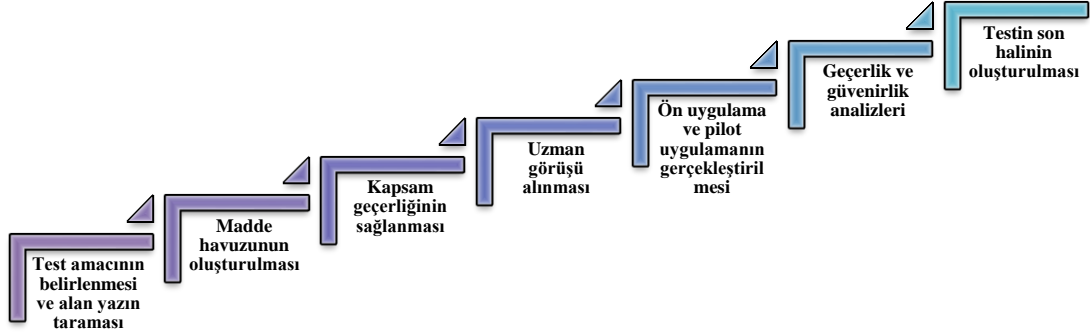 Test amacının
belirlenmesi
ve alan yazın
taraması
Madde
havuzunun
oluşturulması
Kapsam
geçerliğinin
sağlanması
Uzman
görüşü
alınması
Ön uygulama
ve pilot
uygulamanın
gerçekleştiril
mesi
Geçerlik ve
güvenirlik
analizleri
Testin son
halinin
oluşturulması